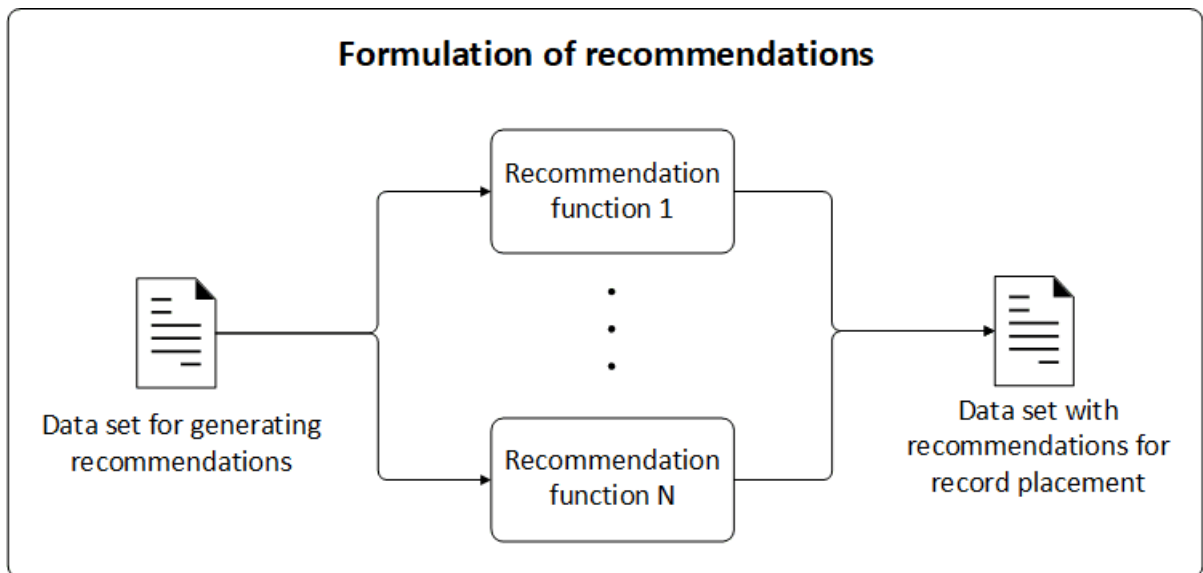 Formulation of recommendations
Recommendation
function 1
Data set for generating
recommendations
Recommendation
function N
Data set with
recommendations for
record placement